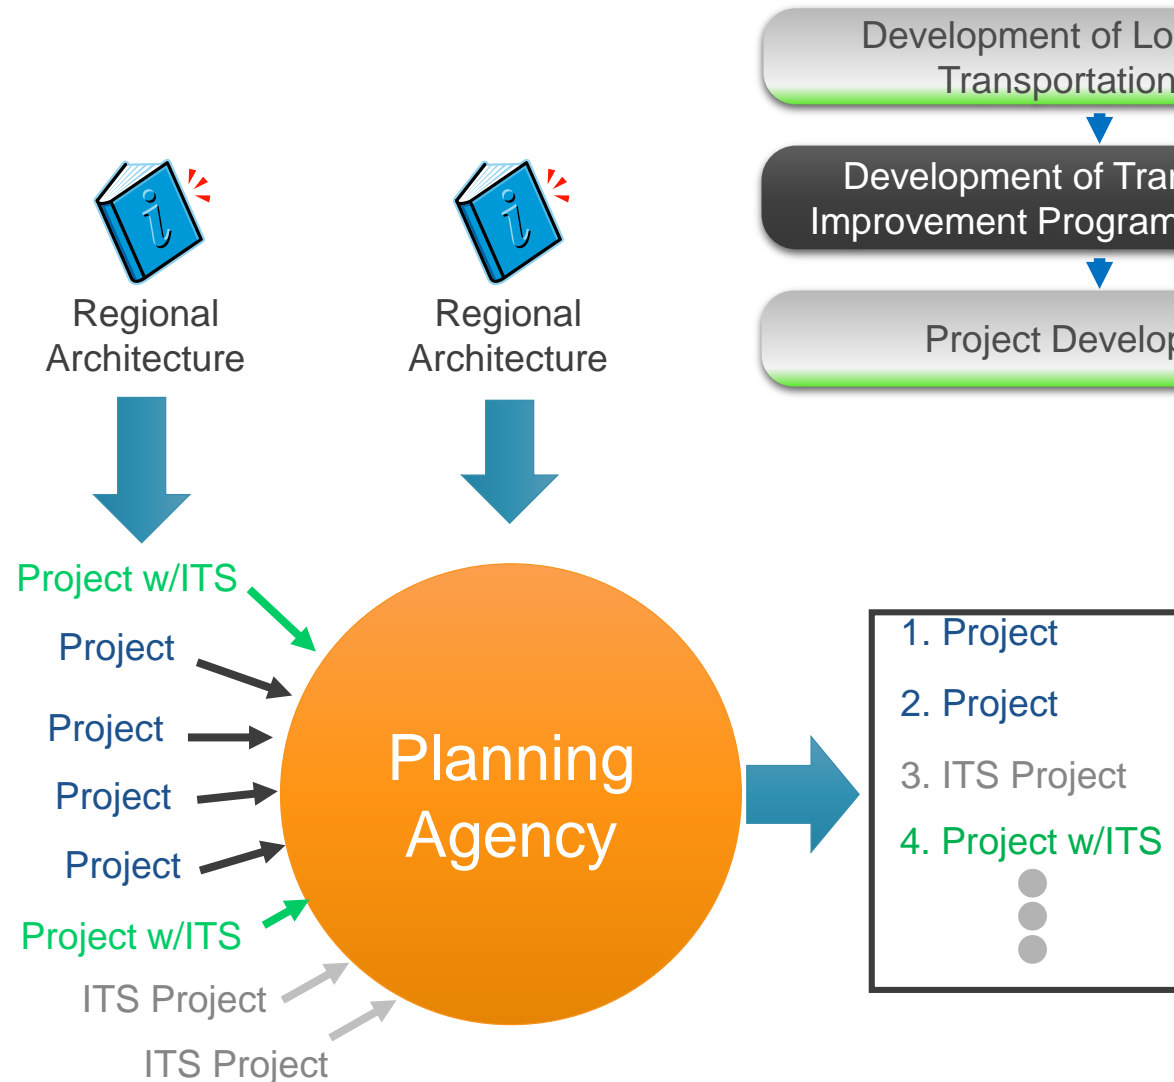 Development of Lo
Transportation
Development of Tra
Improvement Program
Project Develo
Regional
Architecture
Regional
Architecture
Project w/ITS
Project
Project
Project
Project
Project w/ITS
ITS Project
ITS Project
Planning
Agency
1. Project
2. Project
3. ITS Project
4. Project w/ITS